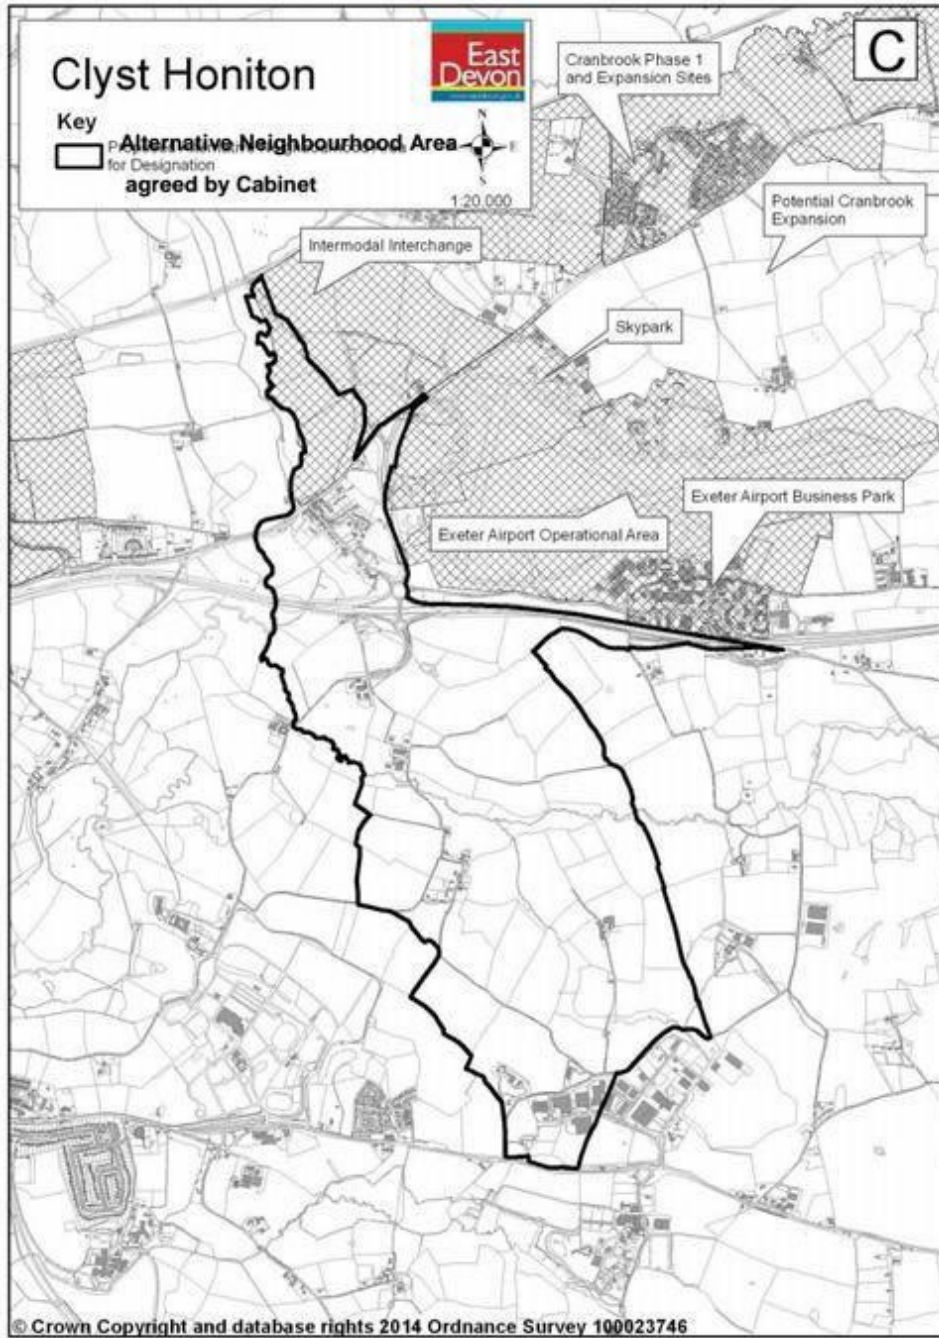 Clyst Honiton
East
Devon
C
Key
Alternative Neighbourhood Area
for Designation
agreed by Cabinet
N
E
S
1:20,000
Cranbrook Phase 1
and Expansion Sites
Potential Cranbrook
Expansion
Intermodal Interchange
Skypark
Exeter Airport Business Park
Exeter Airport Operational Area
© Crown Copyright and database rights 2014 Ordnance Survey 100023746